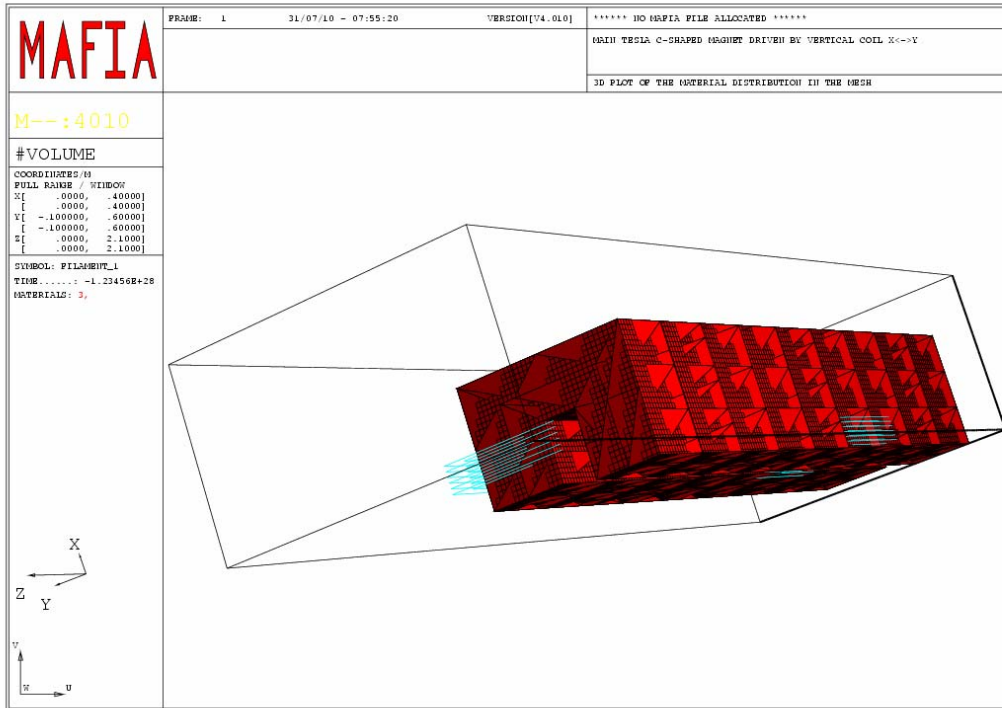 MAFIA
FRAME: 1 31/07/10 - 07:55:20 VERSION[V4.010]
****** NO MAFIA FILE ALLOCATED ******
MAIN TESLA C-SHAPED MAGNET DRIVEN BY VERTICAL COIL X<->Y
3D PLOT OF THE MATERIAL DISTRIBUTION IN THE MESH
M--:4010
#VOLUME
COORDINATES/M
FULL RANGE / WINDOW
X[ .0000, .40000]
[ .0000, .40000]
Y[ -.100000, .60000]
[ -.100000, .60000]
Z[ .0000, 2.1000]
[ .0000, 2.1000]
SYMBOL: FILAMENT_1
TIME......: -1.23456E+28
MATERIALS: 3,
X
Z
Y
V
W U